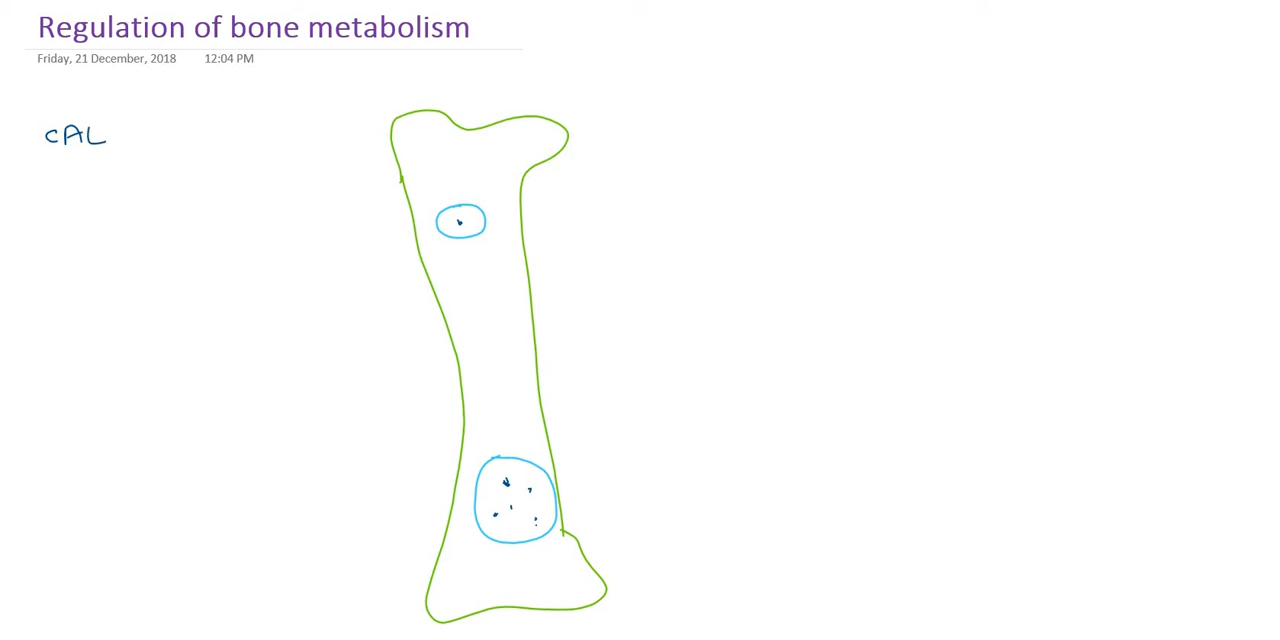 Regulation of bone metabolism
Friday, 21 December, 2018 12:04 PM
cAL